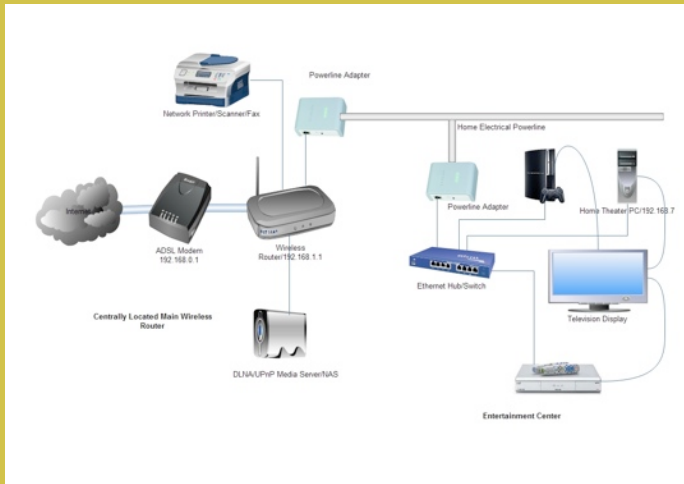 Powerline Adapter
Network Printer/Scanner/Fax
Home Electrical Powerline
Internet
Powerline Adapter
Home Theater PC/192.168.7
ADSL Modem
192.168.0.1
Wireless
Router/192.168.1.1
Ethernet Hub/Switch
Centrally Located Main Wireless
Router
Television Display
DLNA/UPnP Media Server/NAS
Entertainment Center